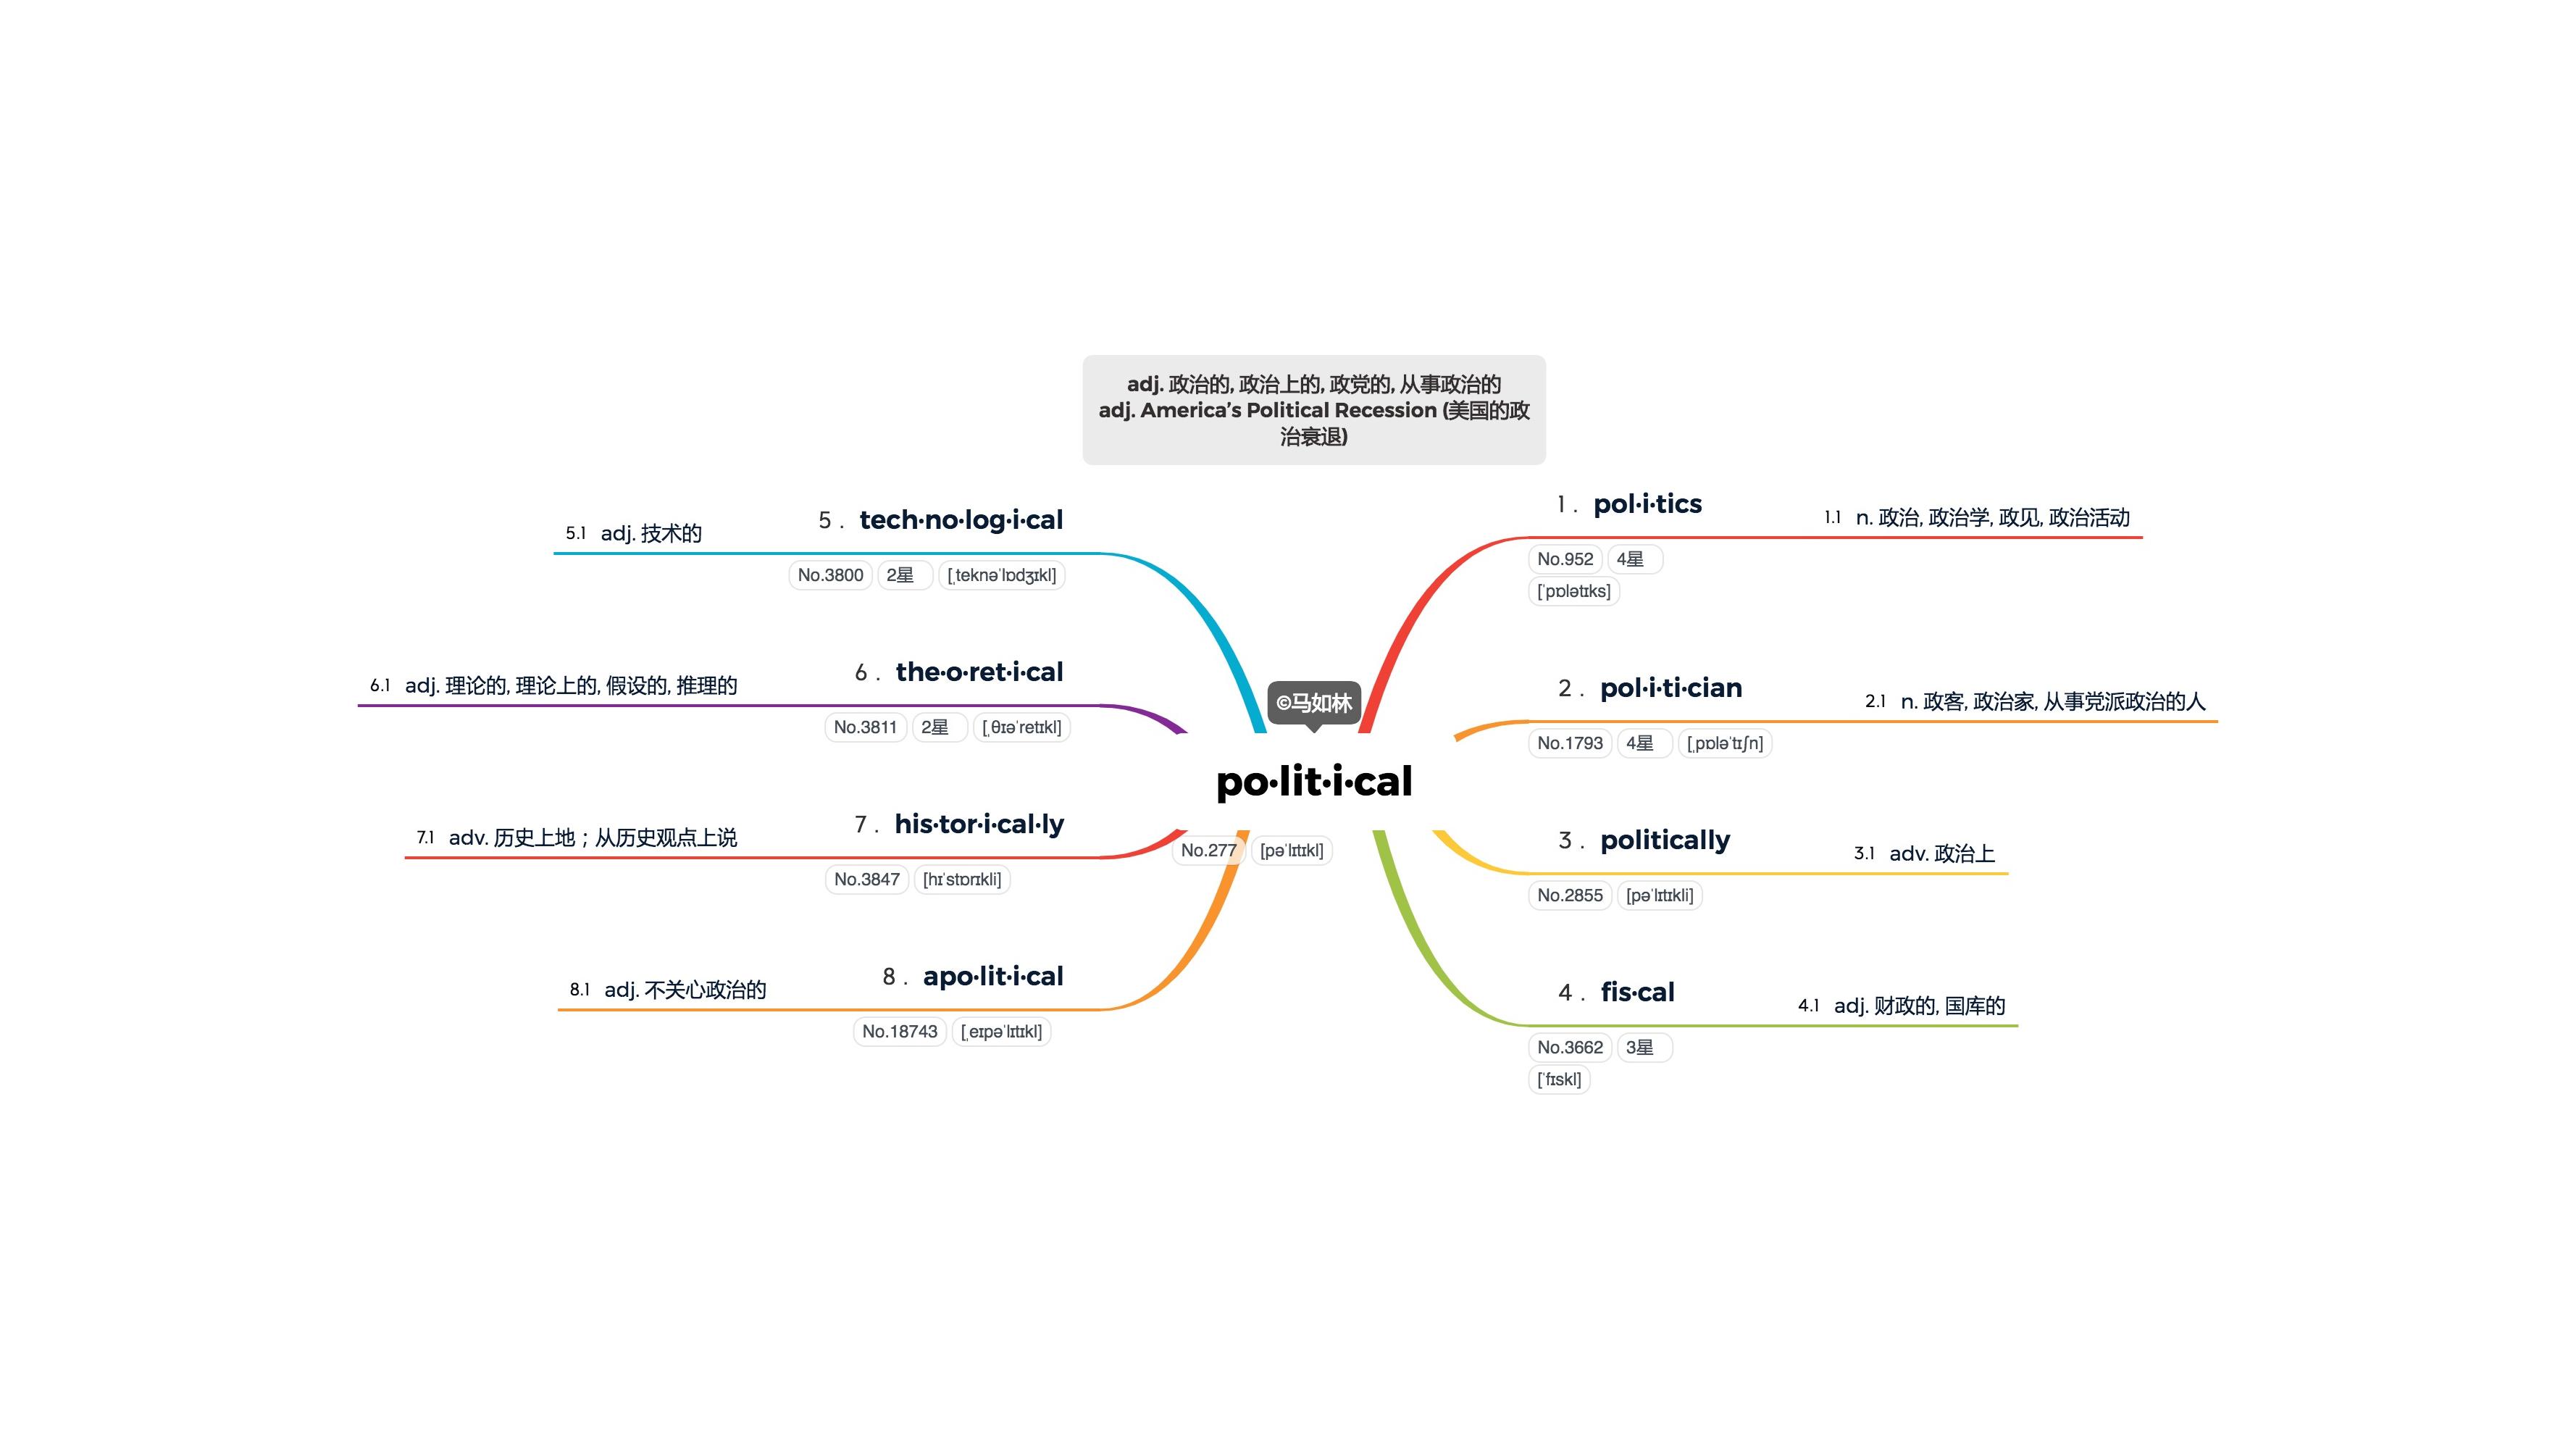 adj. 政治的, 政治上的, 政党的, 从事政治的
adj. America's Political Recession (美国的政
治衰退)
©马如林
po·lit·i·cal
No.277 [pəˈlɪtɪkl]
1 . pol·i·tics
No.952 4星
[ˈpɒlətɪks]
1.1 n. 政治, 政治学, 政见, 政治活动
2 . pol·i·ti·cian
No.1793 4星 [ˌpɒləˈtɪʃn]
2.1 n. 政客, 政治家, 从事党派政治的人
3 . politically
No.2855 [pəˈlɪtɪkli]
3.1 adv. 政治上
4 . fis·cal
No.3662 3星
[ˈfɪskl]
4.1 adj. 财政的, 国库的
5 . tech·no·log·i·cal
No.3800 2星 [ˌteknəˈlɒdʒɪkl]
5.1 adj. 技术的
6 . the·o·ret·i·cal
No.3811 2星 [ˌθɪəˈretɪkl]
6.1 adj. 理论的, 理论上的, 假设的, 推理的
7 . his·tor·i·cal·ly
No.3847 [hɪˈstɒrɪkli]
7.1 adv. 历史上地；从历史观点上说
8 . apo·lit·i·cal
No.18743 [ˌeɪpəˈlɪtɪkl]
8.1 adj. 不关心政治的